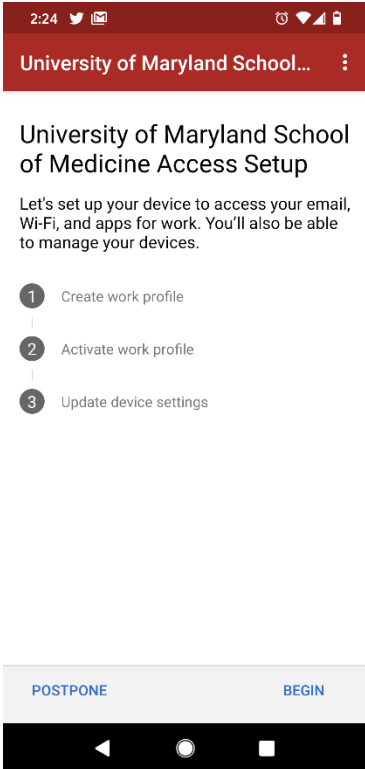 2:24
University of Maryland School...
University of Maryland School
of Medicine Access Setup
Let's set up your device to access your email,
Wi-Fi, and apps for work. You’ll also be able
to manage your devices.
1 Create work profile
2 Activate work profile
3 Update device settings
POSTPONE BEGIN